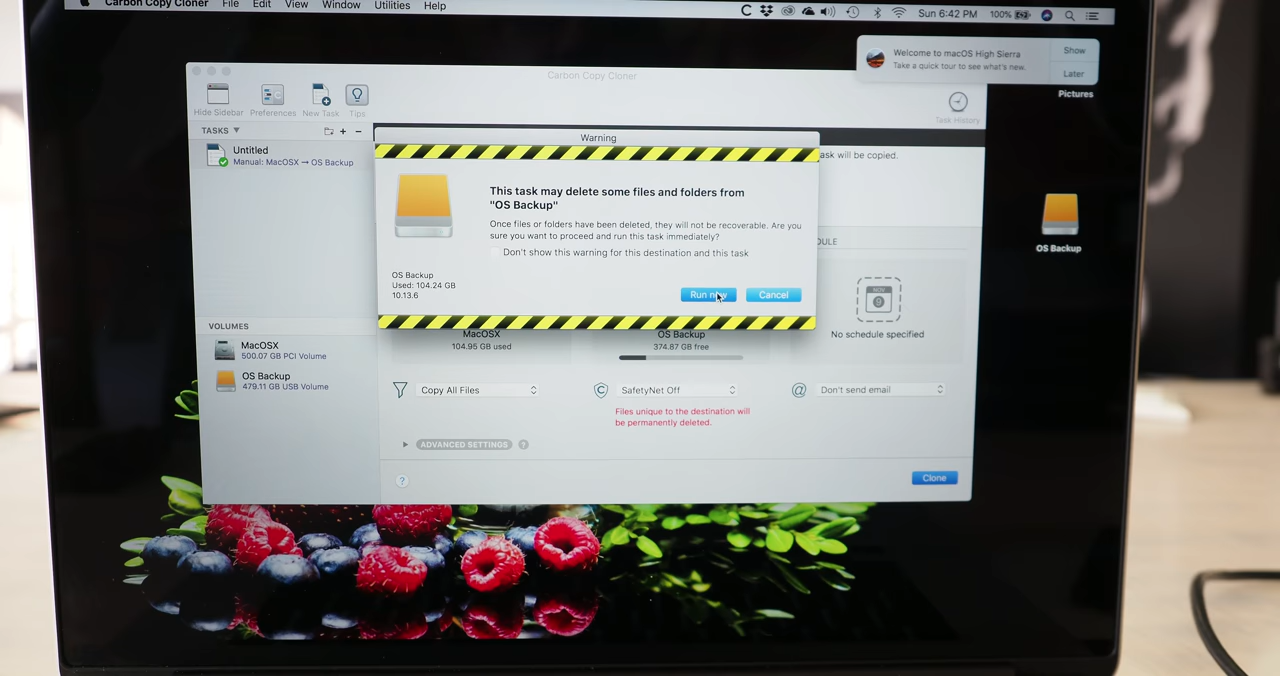 Carbon Copy Cloner File Edit View Window Utilities Help
Sun 6:42 PM 100%
Welcome to macOS High Sierra
Take a quick tour to see what's new.
Show
Later
Pictures
Carbon Copy Cloner
Hide Sidebar Preferences New Task Tips
Task History
TASKS
Untitled
Manual: MacOSX → OS Backup
Warning
ask will be copied.
This task may delete some files and folders from
"OS Backup"
Once files or folders have been deleted, they will not be recoverable. Are you
sure you want to proceed and run this task immediately?
Don't show this warning for this destination and this task
OS Backup
Used: 104.24 GB
10.13.6
Run now
Cancel
DULE
NOV
9
No schedule specified
OS Backup
VOLUMES
MacOSX
500.07 GB PCI Volume
OS Backup
479.11 GB USB Volume
MacOSX
104.95 GB used
OS Backup
374.87 GB free
Copy All Files
SafetyNet Off
Don't send email
Files unique to the destination will
be permanently deleted.
ADVANCED SETTINGS ?
?
Clone